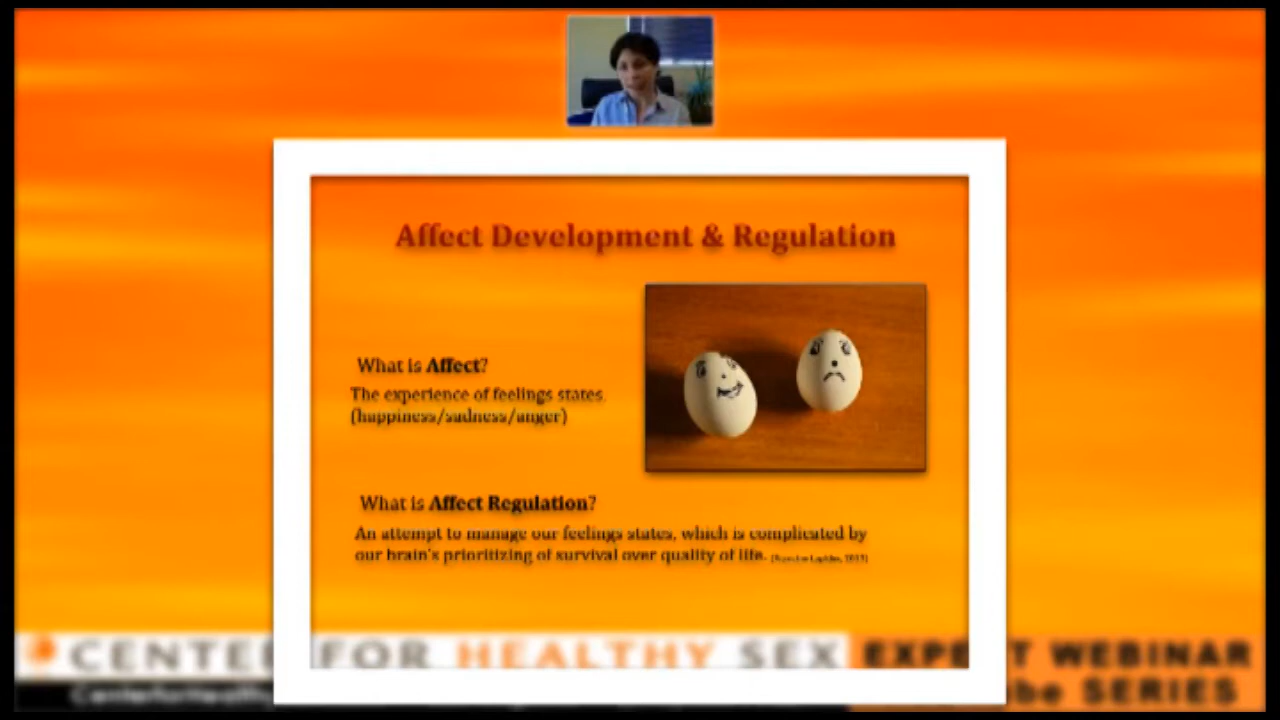 Affect Development & Regulation
What is Affect?
The experience of feelings states.
(happiness/sadness/anger)
What is Affect Regulation?
An attempt to manage our feelings states, which is complicated by
our brain's prioritizing of survival over quality of life.
CENTER FOR HEALTHY SEX EXPERT WEBINAR
SERIES